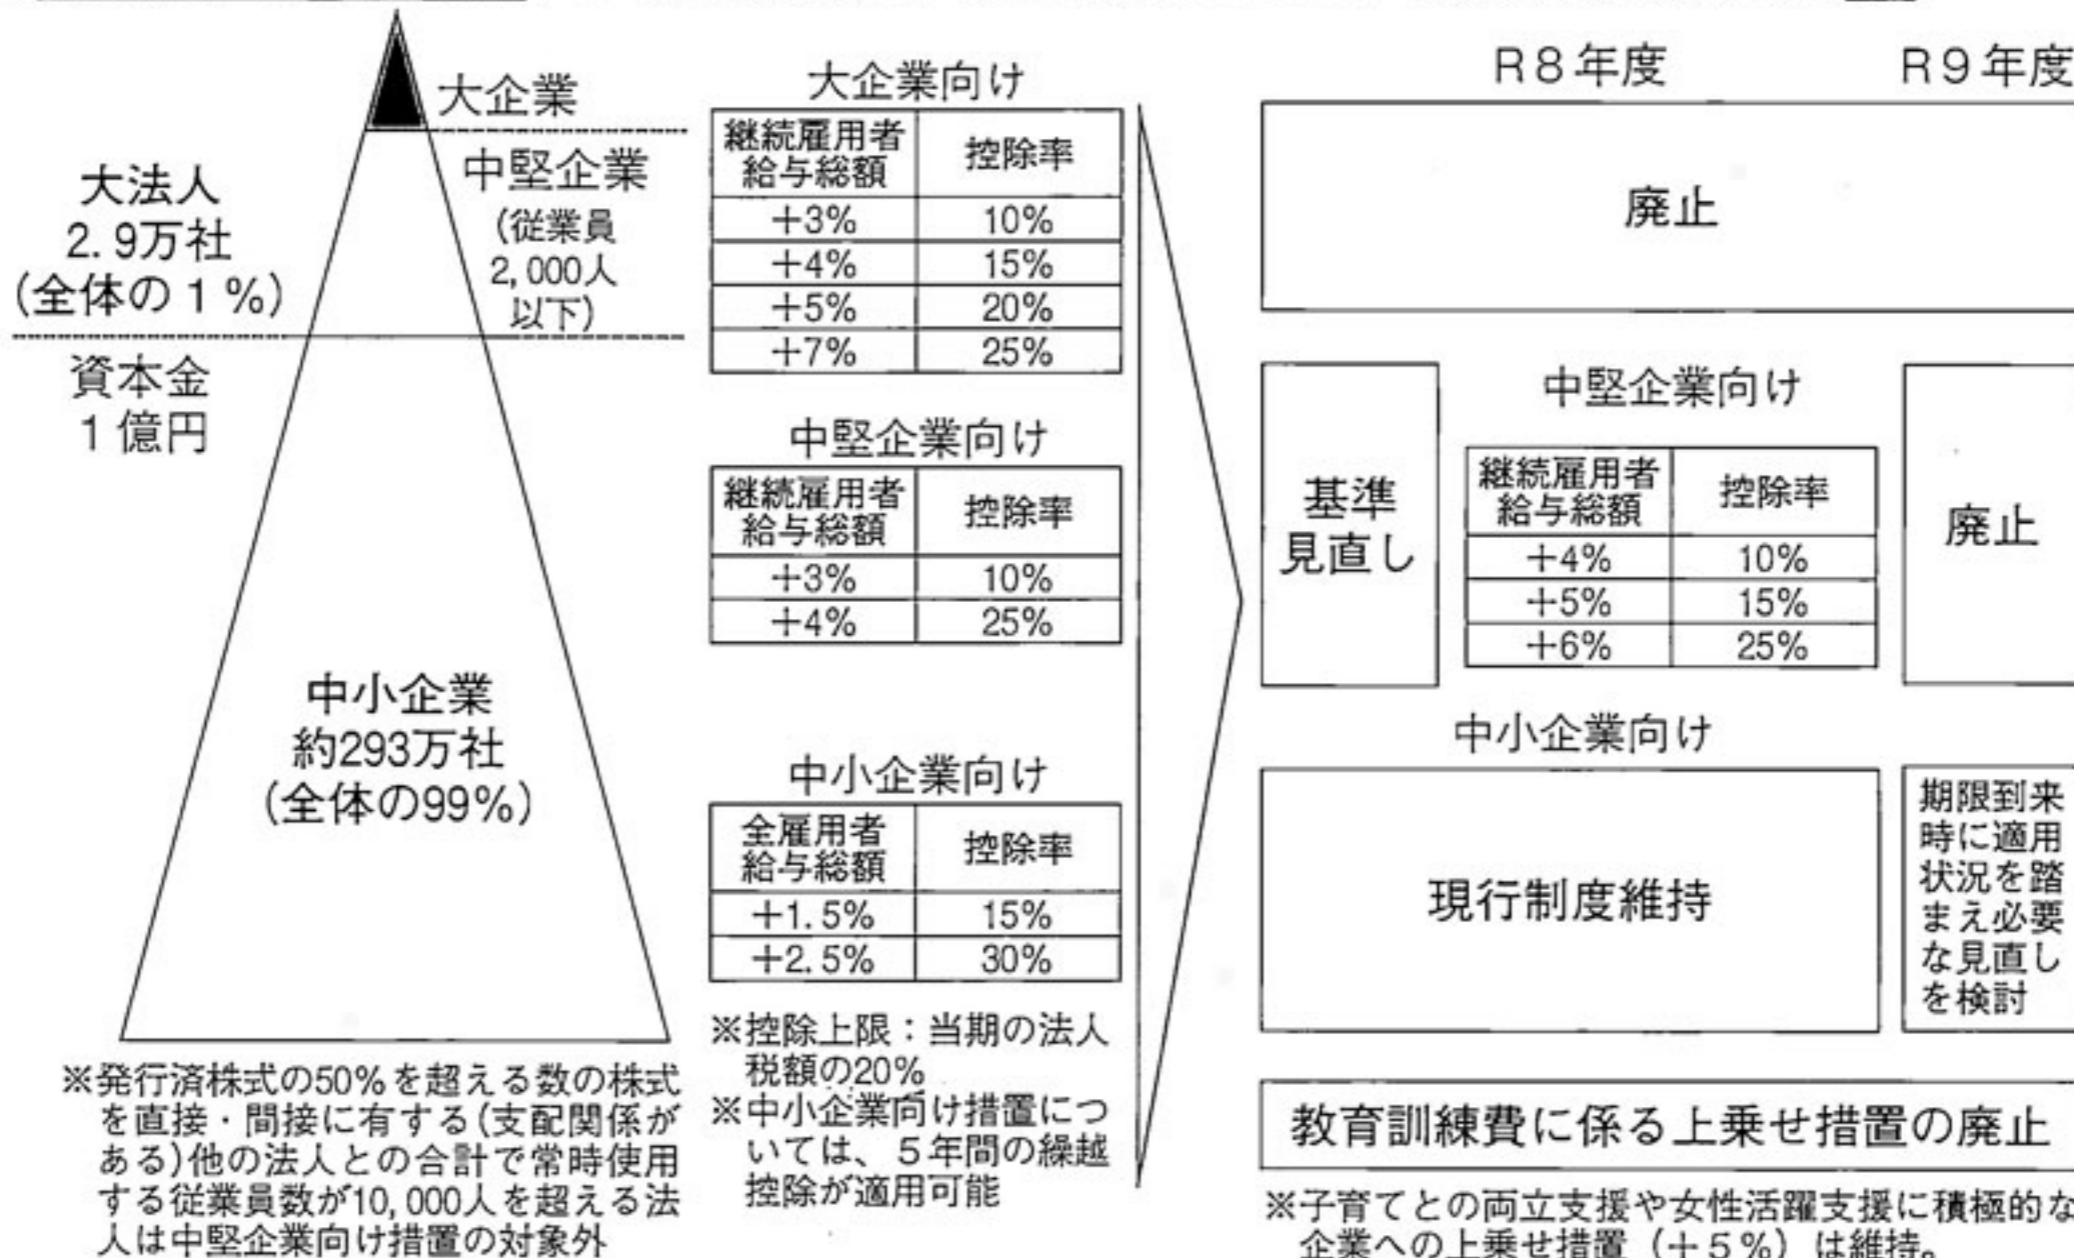 大企業
中堅企業
(従業員
2,000人
以下)
大法人
2.9万社
(全体の1%)
資本金
1億円
中小企業
約293万社
(全体の99%)
※発行済株式の50%を超える数の株式
を直接・間接に有する(支配関係が
ある)他の法人との合計で常時使用
する従業員数が10,000人を超える法
人は中堅企業向け措置の対象外
大企業向け
継続雇用者
給与総額
控除率
+3% 10%
+4% 15%
+5% 20%
+7% 25%
中堅企業向け
継続雇用者
給与総額
控除率
+3% 10%
+4% 25%
中小企業向け
全雇用者
給与総額
控除率
+1.5% 15%
+2.5% 30%
※控除上限：当期の法人
税額の20%
※中小企業向け措置につ
いては、5年間の繰越
控除が適用可能
R8年度 R9年度
廃止
基準
見直し
中堅企業向け
継続雇用者
給与総額
控除率
+4% 10%
+5% 15%
+6% 25%
廃止
中小企業向け
現行制度維持
期限到来
時に適用
状況を踏
まえ必要
な見直し
を検討
教育訓練費に係る上乗せ措置の廃止
※子育てとの両立支援や女性活躍支援に積極的な
企業への上乗せ措置（+5%）は維持。